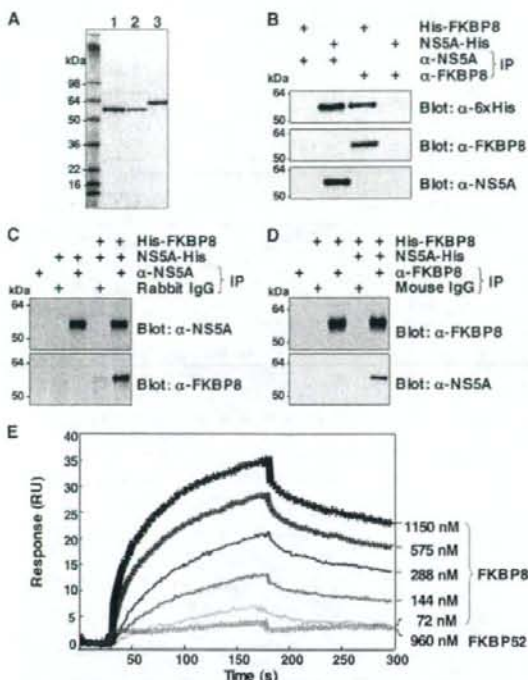 A
1 2 3
kDa
98
64
50
36
22
16
B
+ + His-FKBP8
+ + NS5A-His
+ + α-NS5A
+ + α-FKBP8
IP
kDa
64
50
Blot: α-6xHis
64
50
Blot: α-FKBP8
64
50
Blot: α-NS5A
C
+ + His-FKBP8
+ + + + NS5A-His
+ + + α-NS5A
+ + Rabbit IgG
IP
kDa
64
50
Blot: α-NS5A
64
50
Blot: α-FKBP8
D
+ + + + His-FKBP8
+ + NS5A-His
+ + + α-FKBP8
+ + Mouse IgG
IP
kDa
64
50
Blot: α-FKBP8
64
50
Blot: α-NS5A
E
Response (RU)
40
35
30
25
20
15
10
5
0
100 150 200 250 300
Time (s)
1150 nM
575 nM
288 nM
144 nM
72 nM
FKBP8
960 nM FKBP52